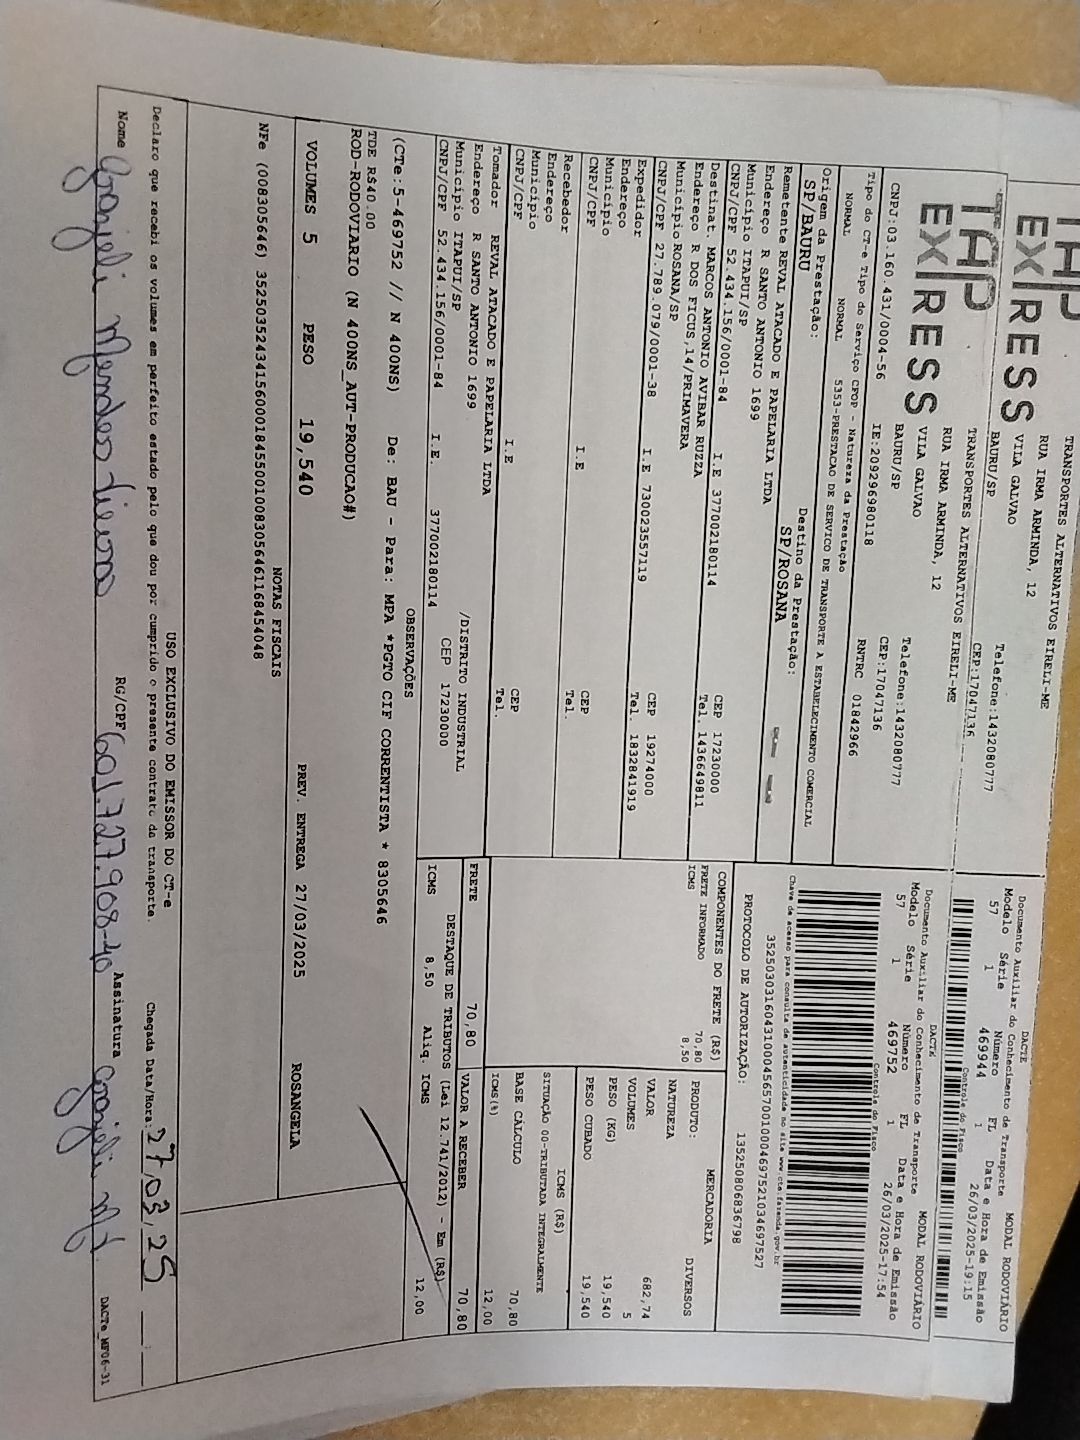 TRANSPORTES ALTERNATIVOS EIRELI-ME
RUA IRMA ARMINDA, 12
VILA GALVAO
BAURU/SP
Telefone:1432080777
CEP:17047136
DACTE
MODAL RODOVIÁRIO
Documento Auxiliar do Conhecimento de Transporte
Modelo Série Número FL Data e Hora de Emissão
57 1 469944 1 26/03/2025-19:15
Controle do Fisco
TAP
EXPRESS
TRANSPORTES ALTERNATIVOS EIRELI-ME
RUA IRMA ARMINDA, 12
VILA GALVAO
BAURU/SP
Telefone:1432080777
CEP:17047136
CNPJ:03.160.431/0004-56 IE:209296980118 RNTRC 01842966
DACTE
MODAL RODOVIÁRIO
Documento Auxiliar do Conhecimento de Transporte
Modelo Série Número FL Data e Hora de Emissão
57 1 469752 1 26/03/2025-17:54
Controle do Fisco
Tipo do CT-e Tipo do Serviço CFOP - Natureza da Prestação
NORMAL NORMAL 5353-PRESTACAO DE SERVICO DE TRANSPORTE A ESTABELECIMENTO COMERCIAL
Chave de acesso para consulta de autenticidade no site www.cte.fazenda.gov.br
Origem da Prestação: Destino da Prestação:
SP/BAURU SP/ROSANA
PROTOCOLO DE AUTORIZAÇÃO: 135250806836798
Remetente REVAL ATACADO E PAPELARIA LTDA
Endereço R SANTO ANTONIO 1699
Município ITAPUI/SP CEP 17230000
CNPJ/CPF 52.434.156/0001-84 I.E 377002180114 Tel. 1436649811
Destinat. MARCOS ANTONIO AVIBAR RUZZA
Endereço R DOS FICUS,14/PRIMAVERA
Município ROSANA/SP CEP 19274000
CNPJ/CPF 27.789.079/0001-38 I.E 730023557119 Tel. 1832841919
Expedidor
Endereço
Município CEP
CNPJ/CPF I.E Tel.
Recebedor
Endereço
Município CEP
CNPJ/CPF I.E Tel.
Tomador REVAL ATACADO E PAPELARIA LTDA
Endereço R SANTO ANTONIO 1699 /DISTRITO INDUSTRIAL
Município ITAPUI/SP CEP 17230000
CNPJ/CPF 52.434.156/0001-84 I.E. 377002180114
COMPONENTES DO FRETE (R$)
FRETE INFORMADO 70,80
ICMS 8,50
PRODUTO: MERCADORIA
NATUREZA DIVERSOS
VALOR 682,74
VOLUMES 5
PESO (KG) 19,540
PESO CUBADO 19,540
ICMS (R$)
SITUAÇÃO 00-TRIBUTADA INTEGRALMENTE
BASE CALCULO 70,80
ICMS(%) 12,00
FRETE 70,80 VALOR A RECEBER 70,80
DESTAQUE DE TRIBUTOS (Lei 12.741/2012) - Em (R$)
ICMS 8,50 Aliq. ICMS 12,00
OBSERVAÇÕES
(CTe:5-469752 // N 400NS) De: BAU - Para: MPA *PGTO CIF CORRENTISTA * 8305646
TDE R$40.00
ROD-RODOVIARIO (N 400NS_AUT-PRODUCAO#)
VOLUMES 5 PESO 19,540 PREV. ENTREGA 27/03/2025 ROSANGELA
NOTAS FISCAIS
USO EXCLUSIVO DO EMISSOR DO CT-e
Declaro que recebi os volumes em perfeito estado pelo que dou por cumprido o presente contrato de transporte. Chegada Data/Hora: 27/03/25
Nome RG/CPF 601.727.908-40 Assinatura
DACTe_MF06-31